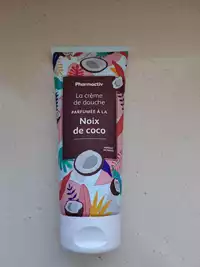 Pharmactiv
La crème
de douche
PARFUMÉE À LA
Noix
de coco